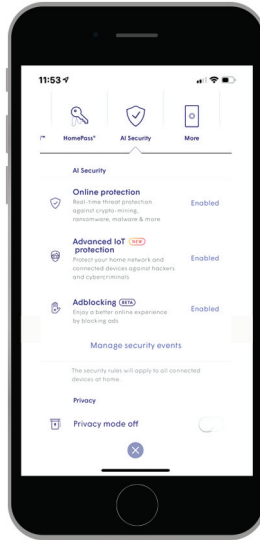 11:53
HomePass®
AI Security
More
AI Security
Online protection
Real-time threat protection
against crypto-mining,
ransomware, malware & more
Enabled
Advanced IoT NEW
protection
Protect your home network and
connected devices against hackers
and cybercriminals
Enabled
Adblocking BETA
Enjoy a better online experience
by blocking ads
Enabled
Manage security events
The security rules will apply to all connected
devices at home.
Privacy
Privacy mode off